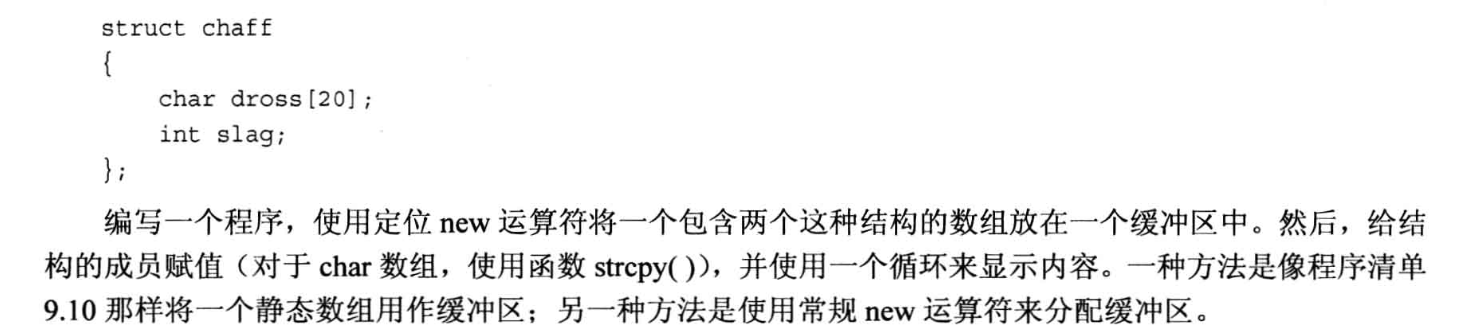 struct chaff
{
char dross[20];
int slag;
};
编写一个程序，使用定位 new 运算符将一个包含两个这种结构的数组放在一个缓冲区中。然后，给结
构的成员赋值（对于 char 数组，使用函数 strcpy( )），并使用一个循环来显示内容。一种方法是像程序清单
9.10 那样将一个静态数组用作缓冲区；另一种方法是使用常规 new 运算符来分配缓冲区。